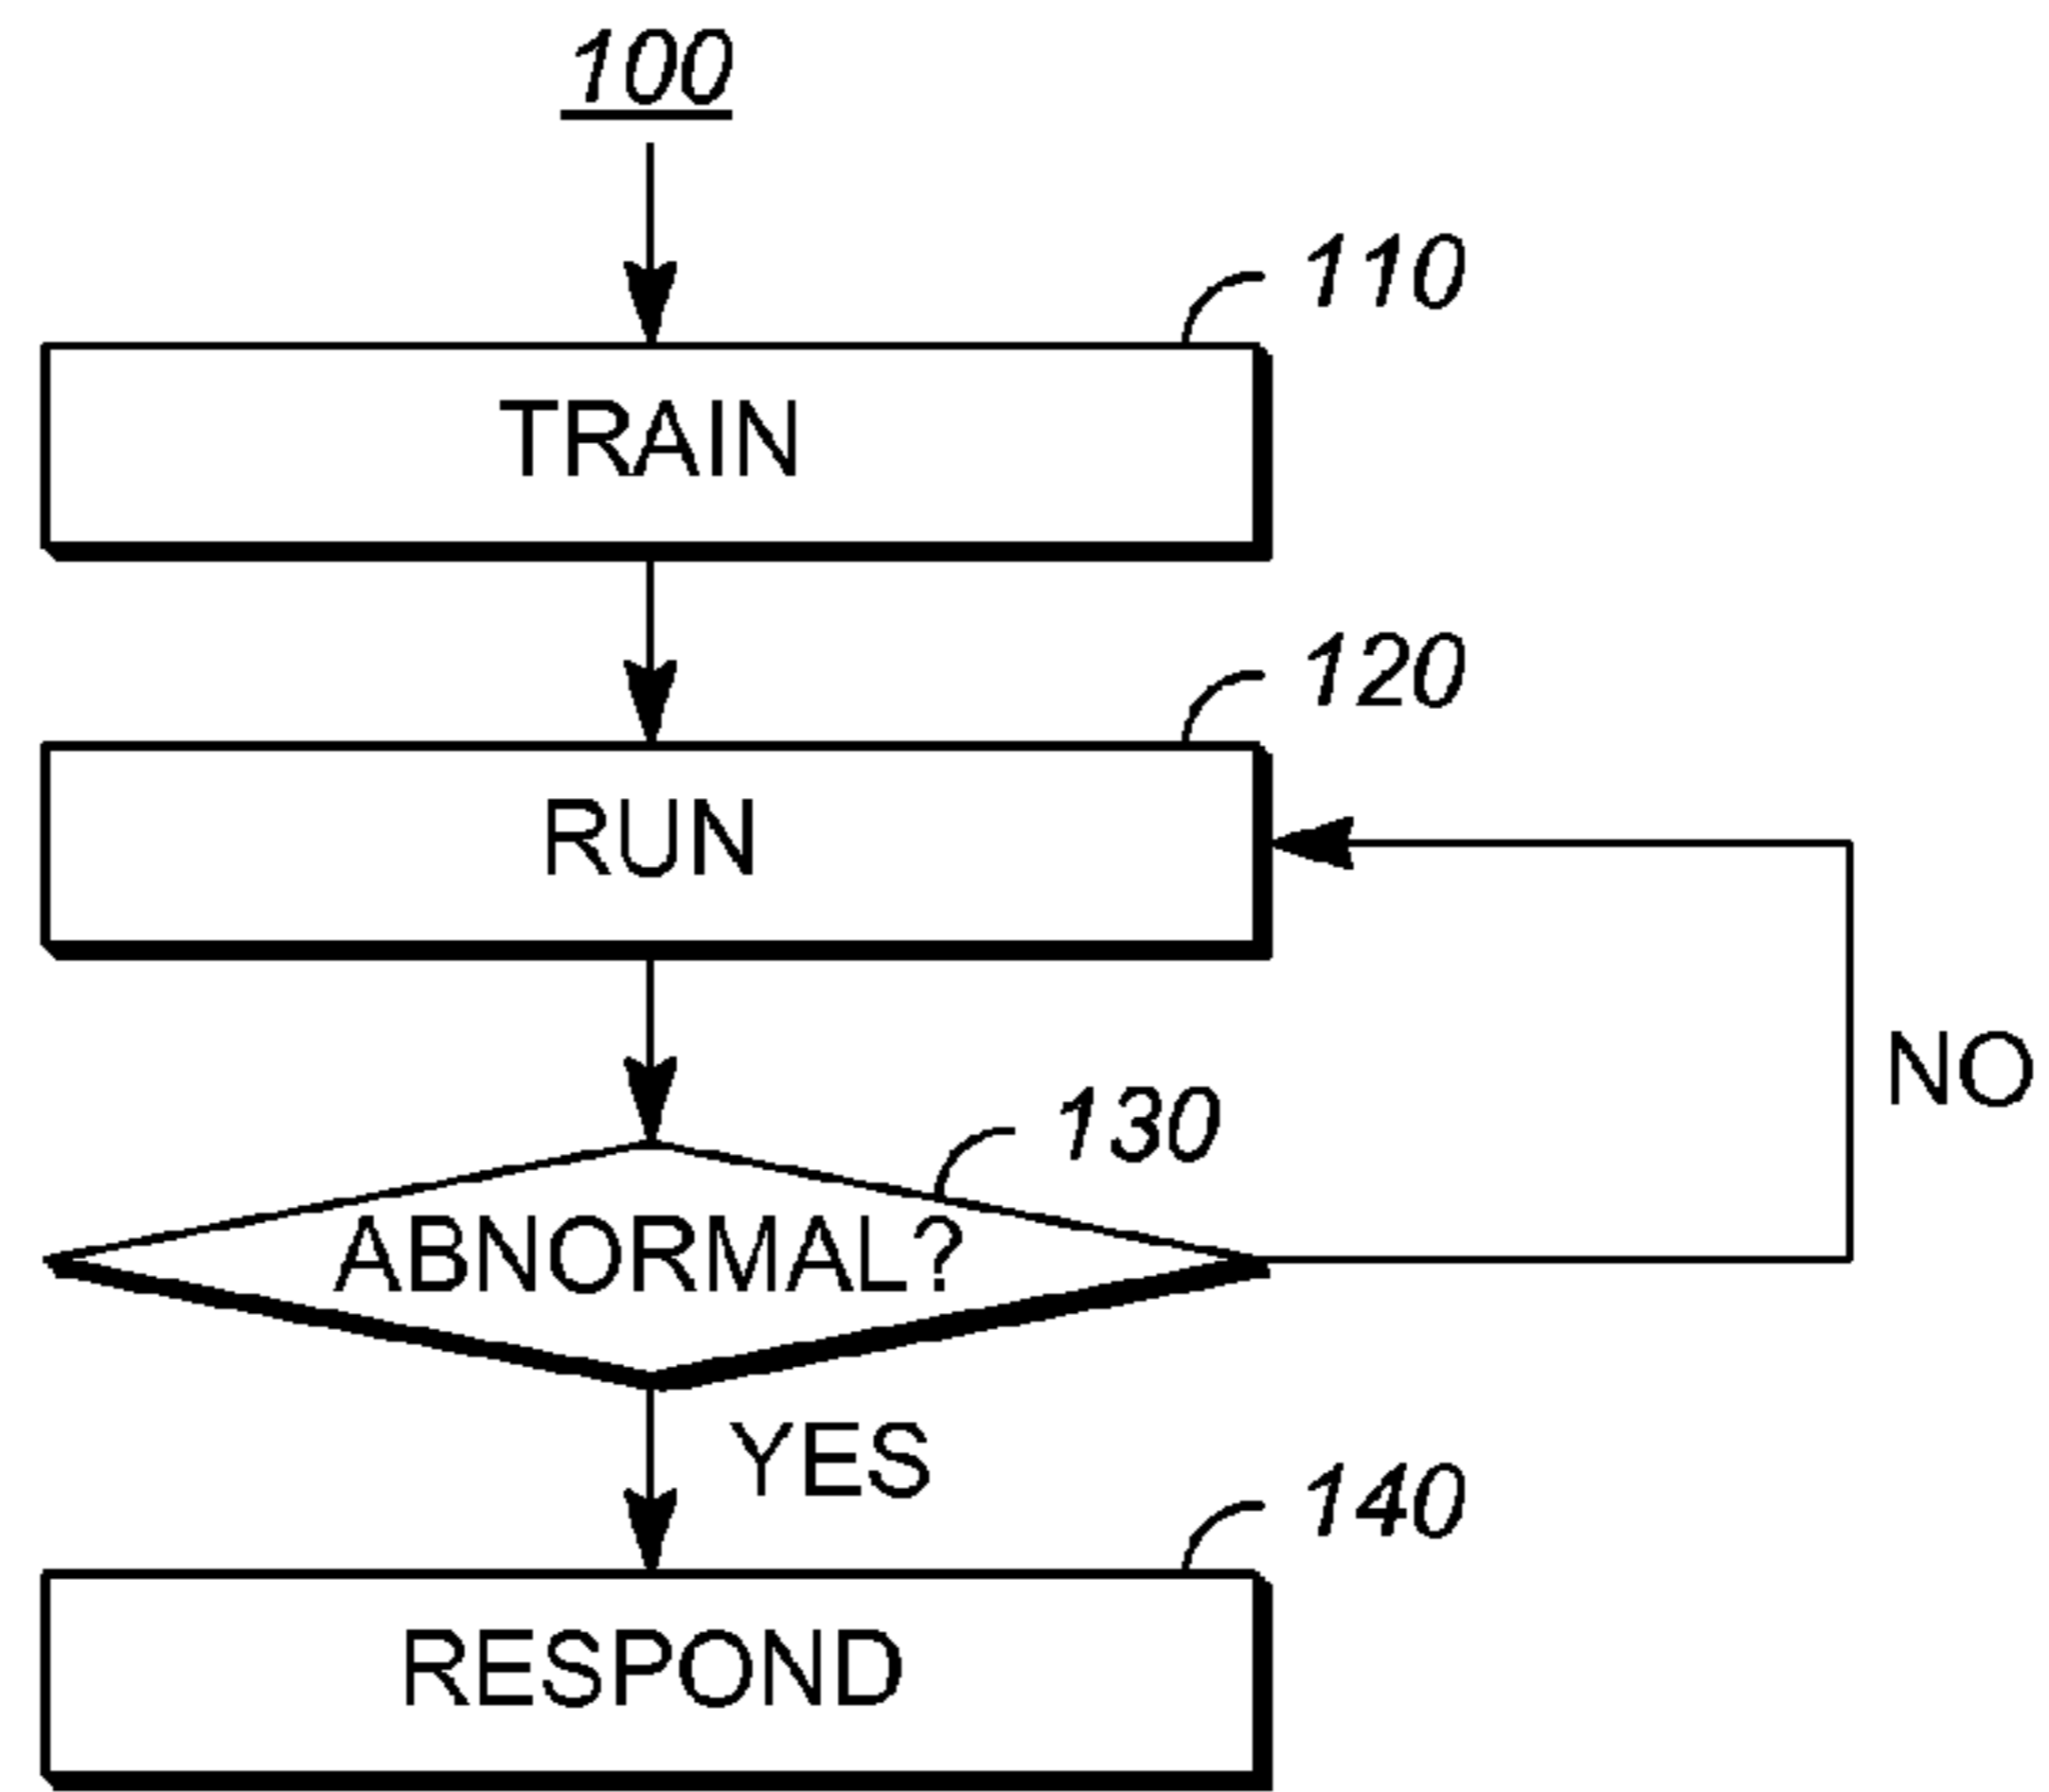 100
110
TRAIN
120
RUN
NO
130
ABNORMAL?
YES
140
RESPOND